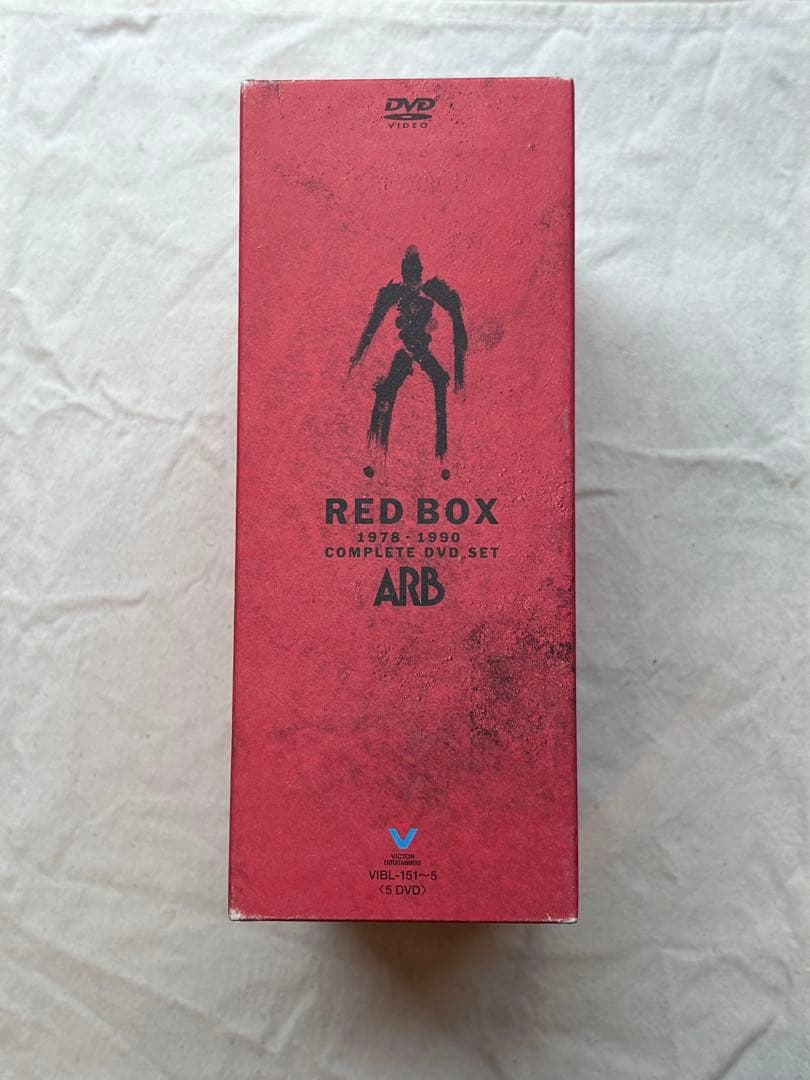 DVD
VIDEO
RED BOX
1978-1990
COMPLETE DVD SET
ARB
VICTOR
ENTERTAINMENT
VIBL-151～5
〈5 DVD〉